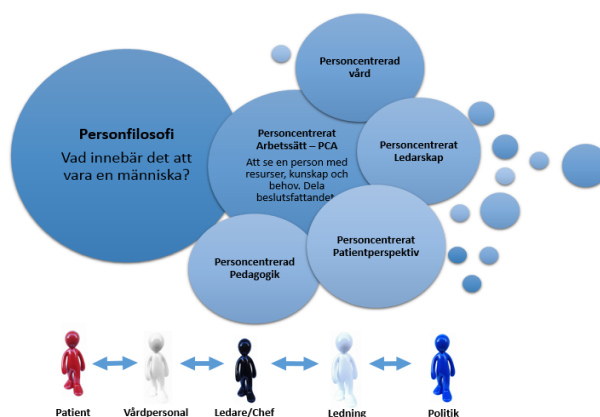 Personfilosofi
Vad innebär det att
vara en människa?
Personcentrerad
vård
Personcentrerat
Arbetssätt – PCA
Att se en person med
resurser, kunskap och
behov. Dela
beslutsfattandet
Personcentrerat
Ledarskap
Personcentrerat
Patientperspektiv
Personcentrerad
Pedagogik
Patient
Vårdpersonal
Ledare/Chef
Ledning
Politik